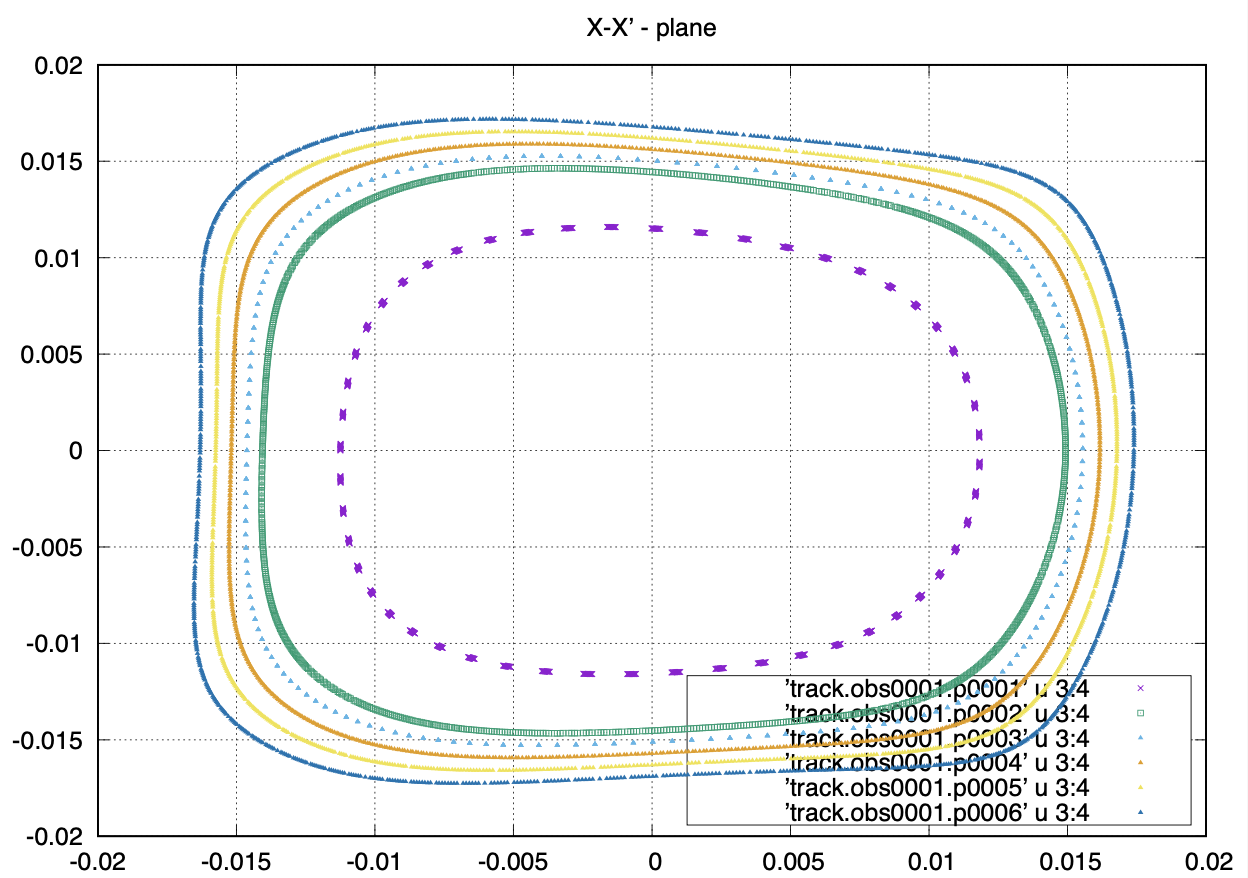 X-X’ - plane
0.02
0.015
0.01
0.005
0
-0.005
-0.01
-0.015
-0.02
-0.02 -0.015 -0.01 -0.005 0 0.005 0.01 0.015 0.02
’track.obs0001.p0001’ u 3:4
’track.obs0001.p0002’ u 3:4
’track.obs0001.p0003’ u 3:4
’track.obs0001.p0004’ u 3:4
’track.obs0001.p0005’ u 3:4
’track.obs0001.p0006’ u 3:4